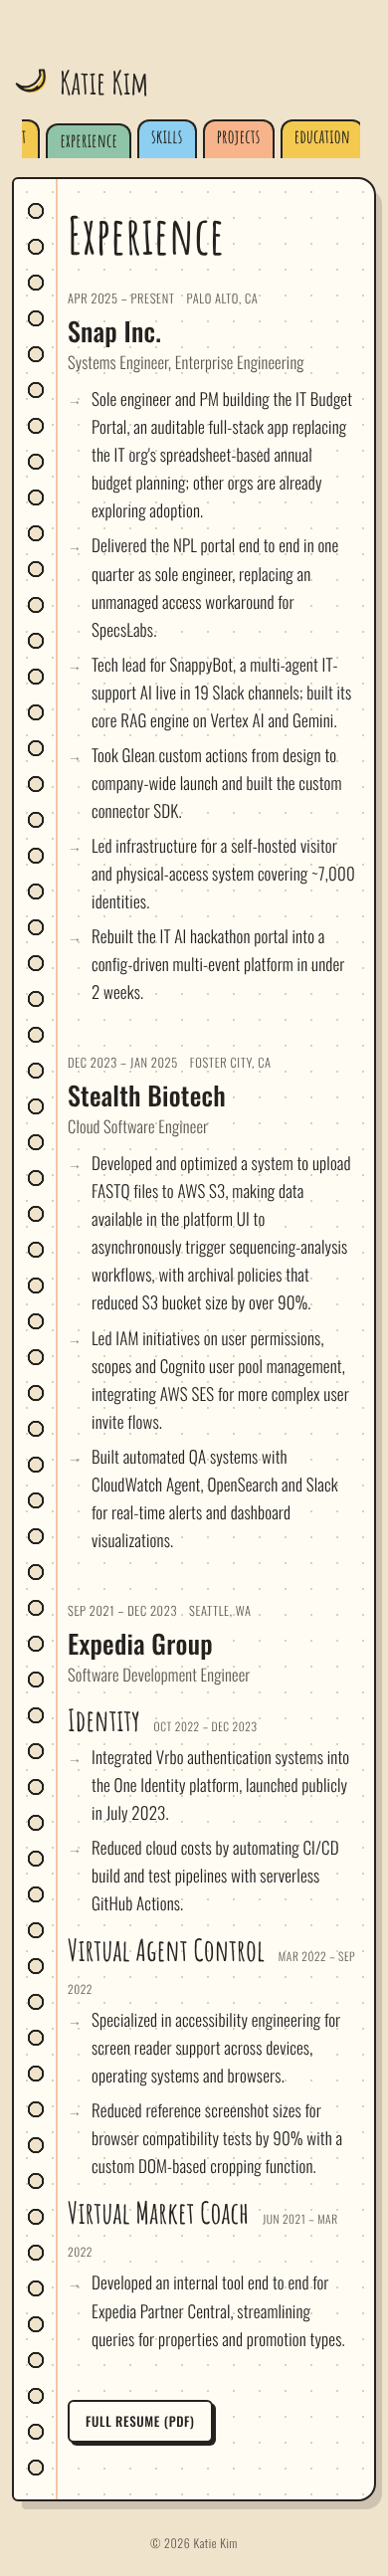 Katie Kim
T
EXPERIENCE
SKILLS
PROJECTS
EDUCATION
Experience
APR 2025 – PRESENT · PALO ALTO, CA
Snap Inc.
Systems Engineer, Enterprise Engineering
→ Sole engineer and PM building the IT Budget
Portal, an auditable full-stack app replacing
the IT org's spreadsheet-based annual
budget planning; other orgs are already
exploring adoption.
→ Delivered the NPL portal end to end in one
quarter as sole engineer, replacing an
unmanaged access workaround for
SpecsLabs.
→ Tech lead for SnappyBot, a multi-agent IT-
support AI live in 19 Slack channels; built its
core RAG engine on Vertex AI and Gemini.
→ Took Glean custom actions from design to
company-wide launch and built the custom
connector SDK.
→ Led infrastructure for a self-hosted visitor
and physical-access system covering ~7,000
identities.
→ Rebuilt the IT AI hackathon portal into a
config-driven multi-event platform in under
2 weeks.
DEC 2023 – JAN 2025 · FOSTER CITY, CA
Stealth Biotech
Cloud Software Engineer
→ Developed and optimized a system to upload
FASTQ files to AWS S3, making data
available in the platform UI to
asynchronously trigger sequencing-analysis
workflows, with archival policies that
reduced S3 bucket size by over 90%.
→ Led IAM initiatives on user permissions,
scopes and Cognito user pool management,
integrating AWS SES for more complex user
invite flows.
→ Built automated QA systems with
CloudWatch Agent, OpenSearch and Slack
for real-time alerts and dashboard
visualizations.
SEP 2021 – DEC 2023 · SEATTLE, WA
Expedia Group
Software Development Engineer
Identity OCT 2022 – DEC 2023
→ Integrated Vrbo authentication systems into
the One Identity platform, launched publicly
in July 2023.
→ Reduced cloud costs by automating CI/CD
build and test pipelines with serverless
GitHub Actions.
Virtual Agent Control MAR 2022 – SEP
2022
→ Specialized in accessibility engineering for
screen reader support across devices,
operating systems and browsers.
→ Reduced reference screenshot sizes for
browser compatibility tests by 90% with a
custom DOM-based cropping function.
Virtual Market Coach JUN 2021 – MAR
2022
→ Developed an internal tool end to end for
Expedia Partner Central, streamlining
queries for properties and promotion types.
FULL RESUME (PDF)
© 2026 Katie Kim